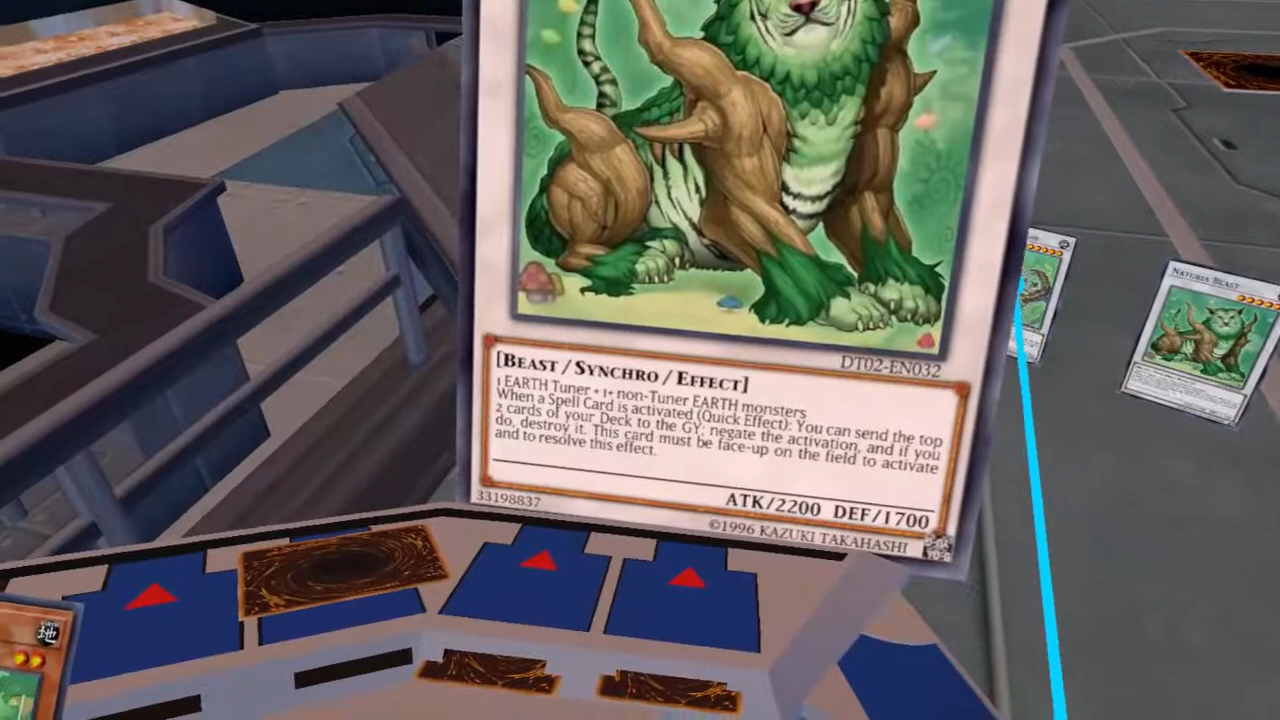 DT02-EN032
[BEAST / SYNCHRO / EFFECT]
1 EARTH Tuner + 1+ non-Tuner EARTH monsters
When a Spell Card is activated (Quick Effect): You can send the top
2 cards of your Deck to the GY; negate the activation, and if you
do, destroy it. This card must be face-up on the field to activate
and to resolve this effect.
ATK/2200 DEF/1700
33198837
©1996 KAZUKI TAKAHASHI
NATURIA BEAST
EARTH
地